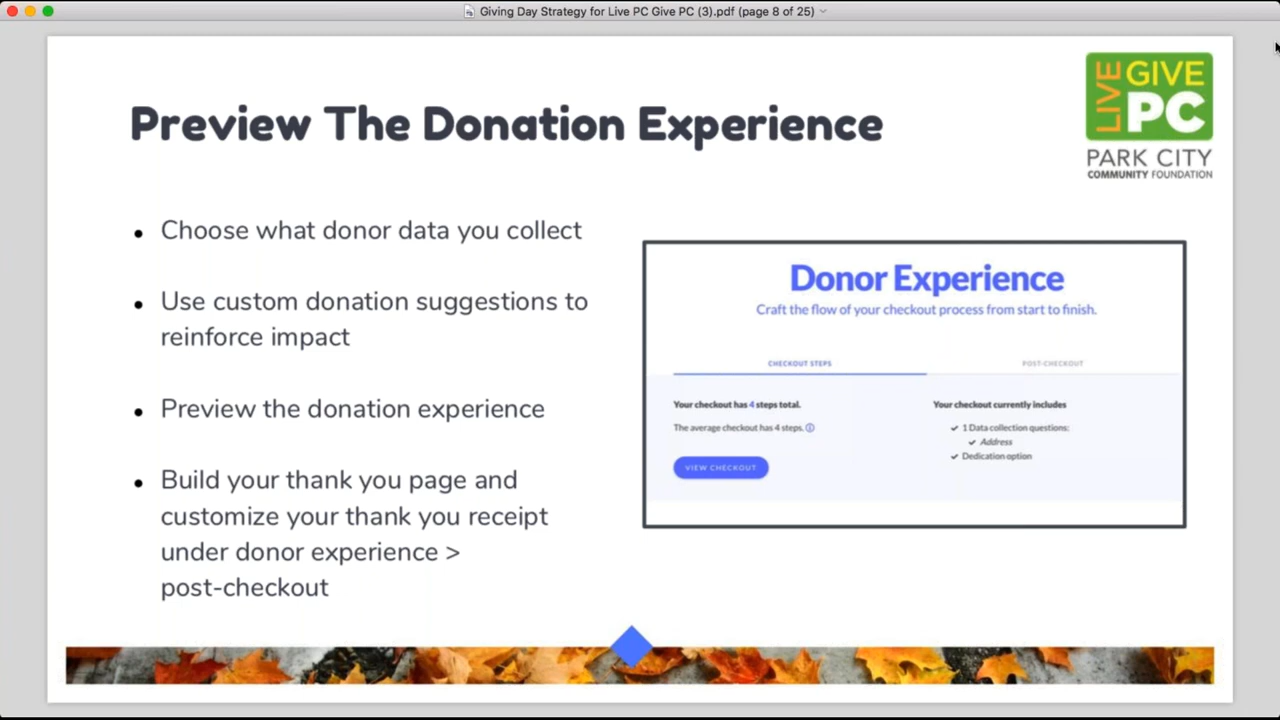 Giving Day Strategy for Live PC Give PC (3).pdf (page 8 of 25)
LIVE GIVE
PC
PARK CITY
COMMUNITY FOUNDATION
Preview The Donation Experience
• Choose what donor data you collect
• Use custom donation suggestions to
reinforce impact
• Preview the donation experience
• Build your thank you page and
customize your thank you receipt
under donor experience >
post-checkout
Donor Experience
Craft the flow of your checkout process from start to finish.
CHECKOUT STEPS
POST-CHECKOUT
Your checkout has 4 steps total.
The average checkout has 4 steps.
VIEW CHECKOUT
Your checkout currently includes
✓ 1 Data collection questions:
✓ Address
✓ Dedication option